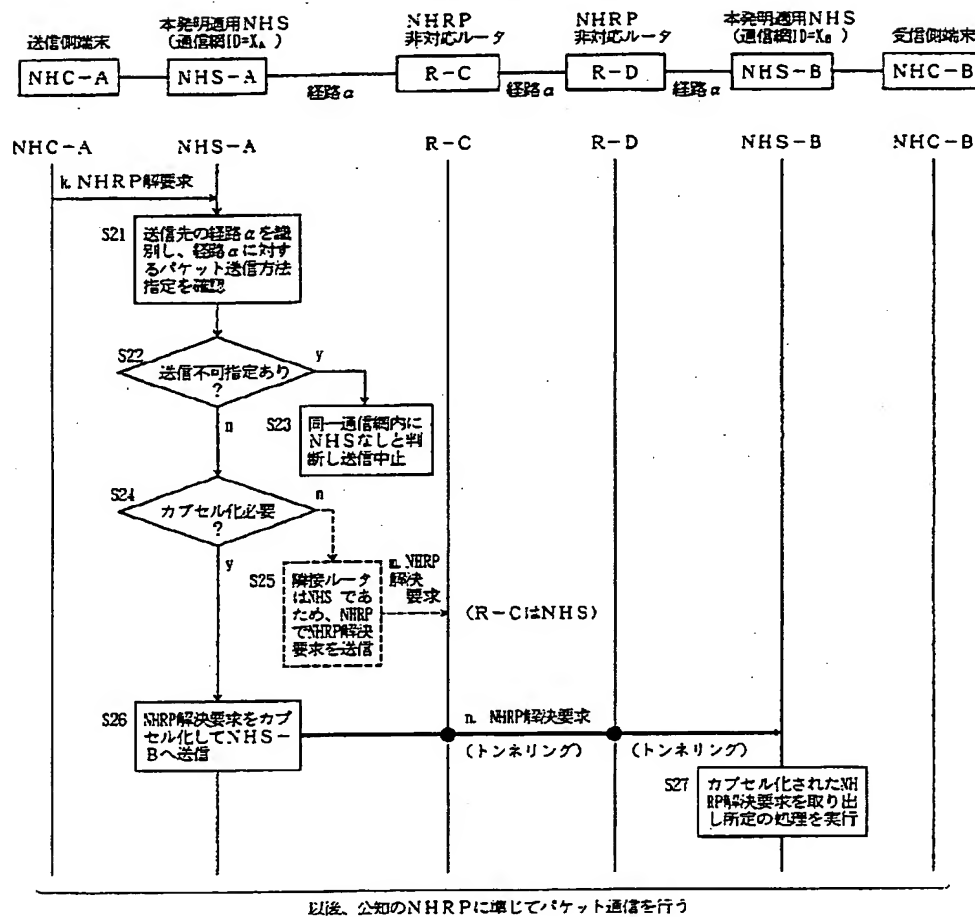 送信側端末
NHC-A
本発明適用NHS
(通信網ID=XA)
NHS-A
NHRP
非対応ルータ
R-C
NHRP
非対応ルータ
R-D
本発明適用NHS
(通信網ID=XB)
NHS-B
受信側端末
NHC-B
経路α
経路α
経路α
NHC-A
NHS-A
R-C
R-D
NHS-B
NHC-B
k. NHRP解要求
S21
送信先の経路αを識
別し、経路αに対す
るパケット送信方法
指定を確認
S22
送信不可指定あり
?
y
n
S23
同一通信網内に
NHSなしと判
断し送信中止
S24
カプセル化必要
?
n
y
S25
隣接ルータ
はNHS であ
ため、NHRP
でNHRP解決
要求を送信
m. NHRP
解決
要求
(R-CはNHS)
S26
NHRP解決要求をカプ
セル化してNHS-
Bへ送信
n. NHRP解決要求
(トンネリング)
(トンネリング)
S27
カプセル化されたNH
RP解決要求を取り出
し所定の処理を実行
以後、公知のNHRPに準じてパケット通信を行う